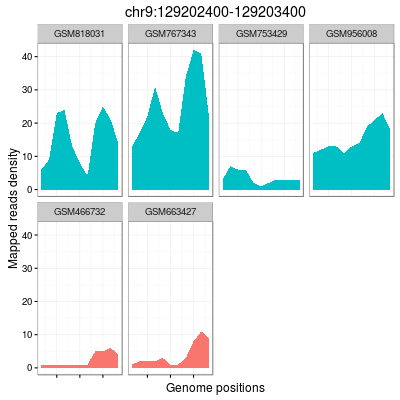 chr9:129202400-129203400
GSM818031 GSM767343 GSM753429 GSM956008
40
30
20
10
0
GSM466732 GSM663427
40
30
20
10
0
Mapped reads density
Genome positions